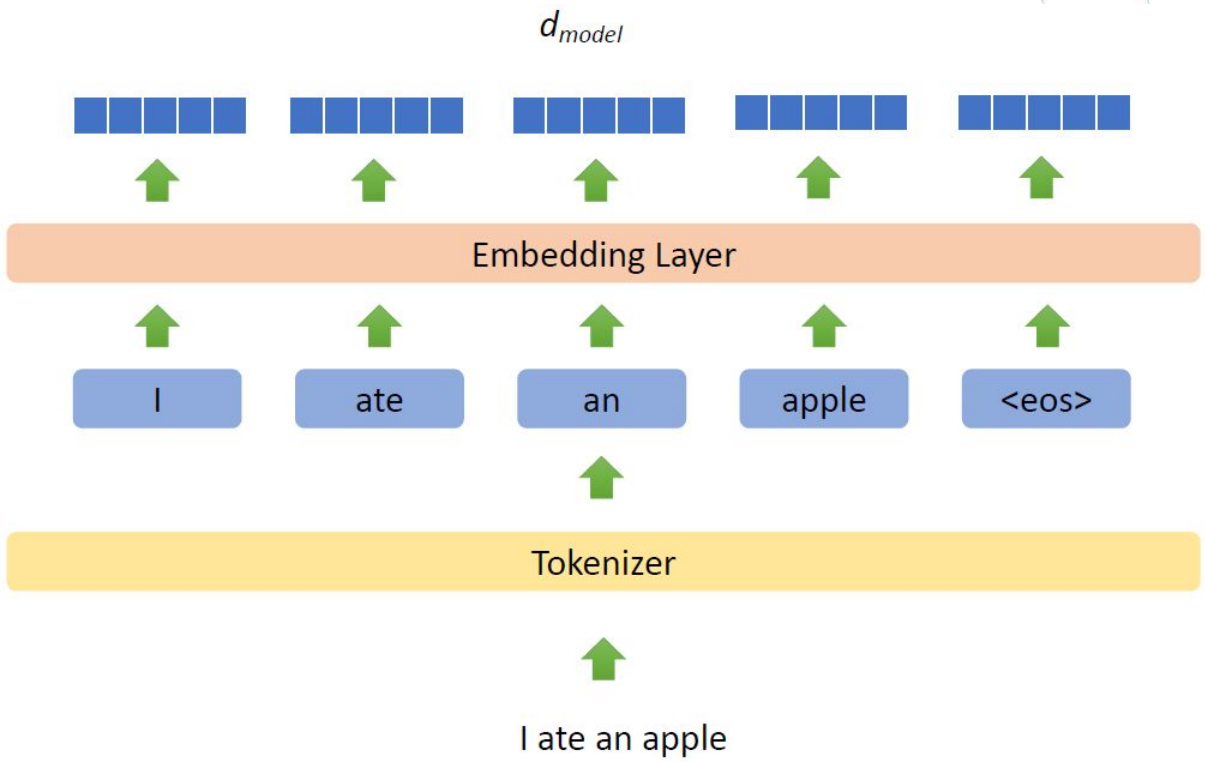 d_model
Embedding Layer
I ate an apple <eos>
Tokenizer
I ate an apple